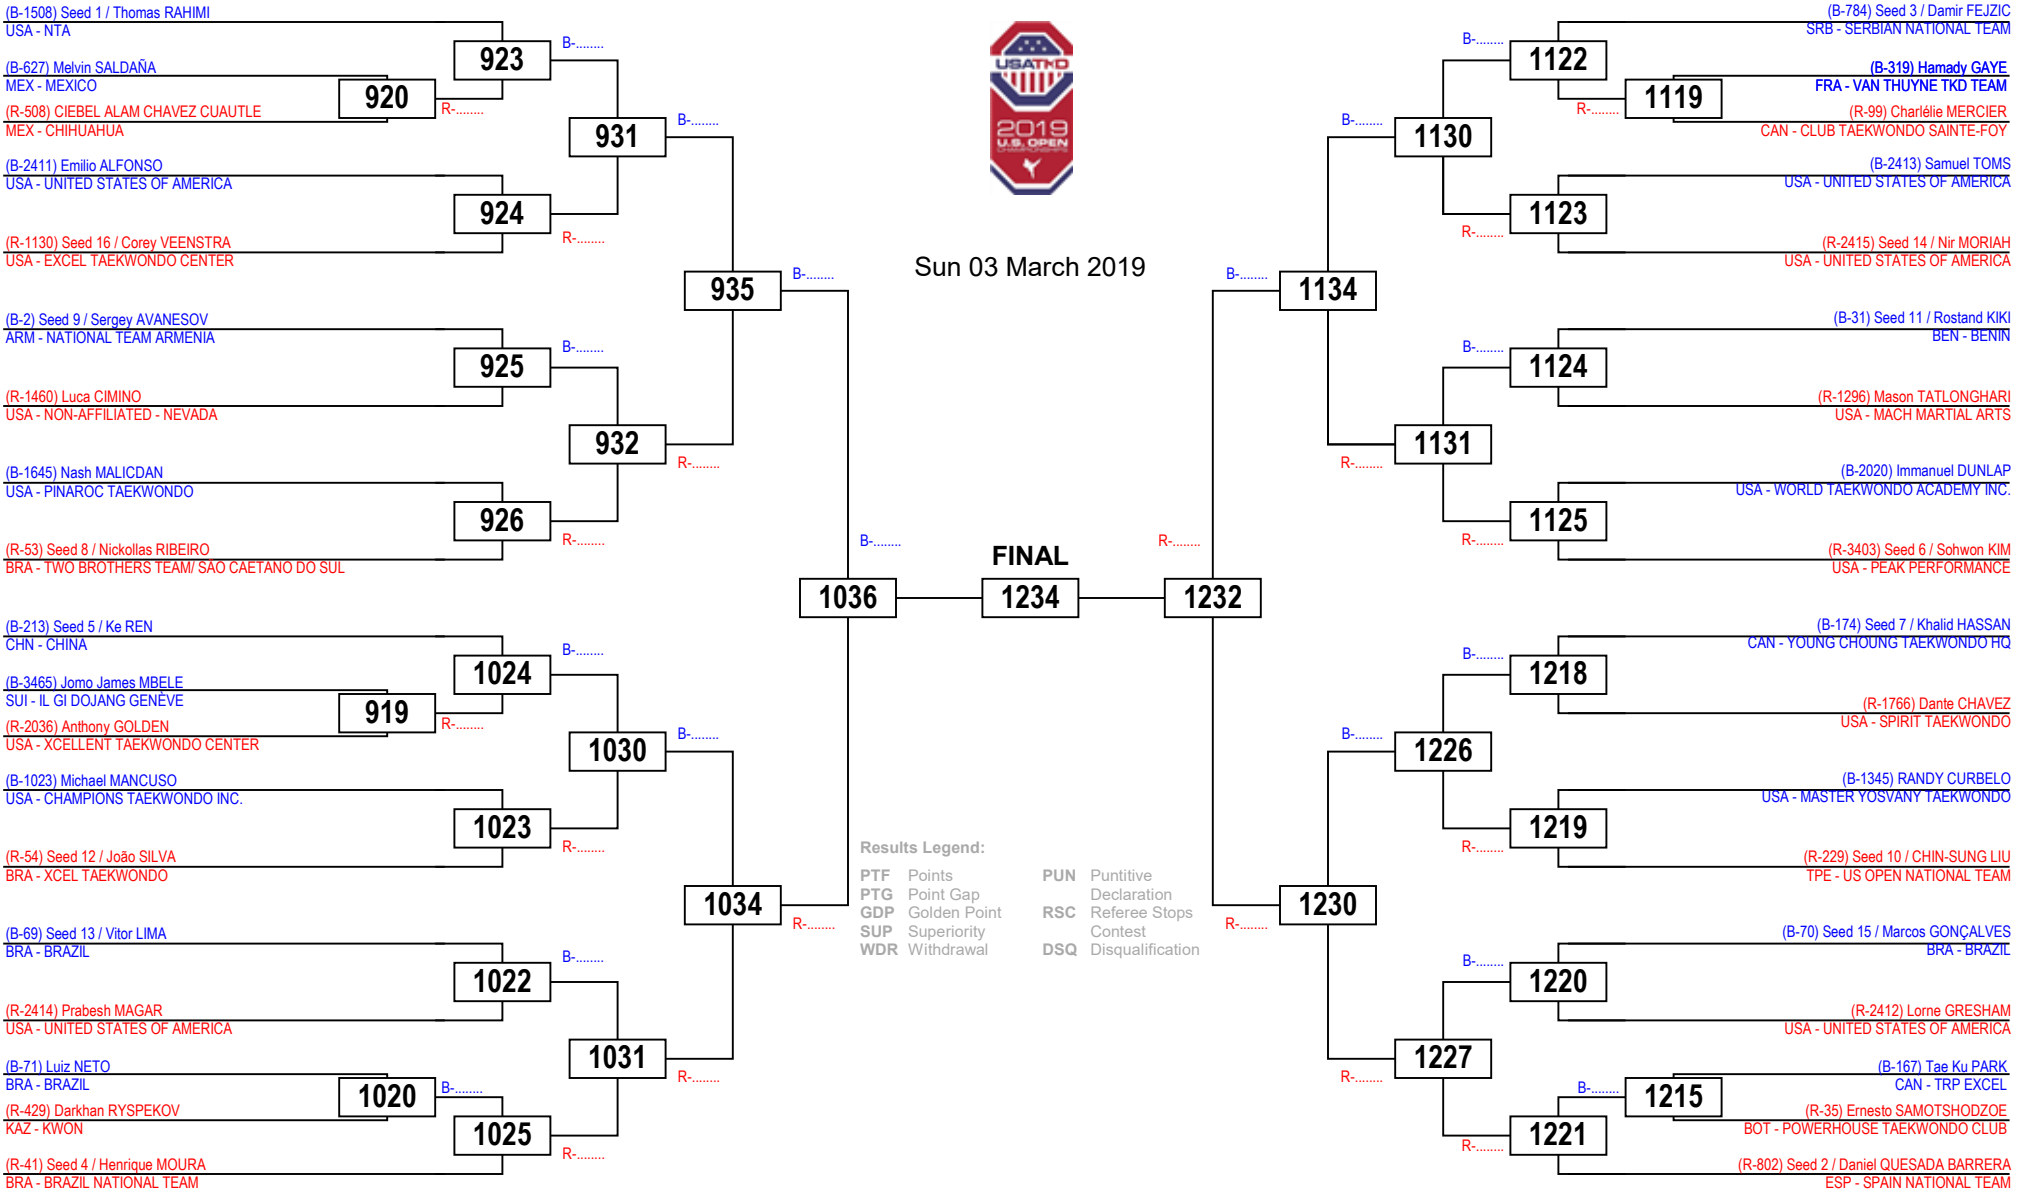 (B-1508) Seed 1 / Thomas RAHIMI
USA - NTA
923
B-........
(B-627) Melvin SALDAÑA
MEX - MEXICO
920
R-........
(R-508) CIEBEL ALAM CHAVEZ CUAUTLE
MEX - CHIHUAHUA
931
B-........
(B-2411) Emilio ALFONSO
USA - UNITED STATES OF AMERICA
924
R-........
(R-1130) Seed 16 / Corey VEENSTRA
USA - EXCEL TAEKWONDO CENTER
935
B-........
(B-2) Seed 9 / Sergey AVANESOV
ARM - NATIONAL TEAM ARMENIA
925
B-........
(R-1460) Luca CIMINO
USA - NON-AFFILIATED - NEVADA
932
R-........
(B-1645) Nash MALICDAN
USA - PINAROC TAEKWONDO
926
R-........
(R-53) Seed 8 / Nickollas RIBEIRO
BRA - TWO BROTHERS TEAM/ SAO CAETANO DO SUL
B-........
1036
(B-213) Seed 5 / Ke REN
CHN - CHINA
1024
B-........
(B-3465) Jomo James MBELE
SUI - IL GI DOJANG GENÈVE
919
R-........
(R-2036) Anthony GOLDEN
USA - XCELLENT TAEKWONDO CENTER
1030
B-........
(B-1023) Michael MANCUSO
USA - CHAMPIONS TAEKWONDO INC.
1023
R-........
(R-54) Seed 12 / João SILVA
BRA - XCEL TAEKWONDO
1034
R-........
(B-69) Seed 13 / Vitor LIMA
BRA - BRAZIL
1022
B-........
(R-2414) Prabesh MAGAR
USA - UNITED STATES OF AMERICA
1031
R-........
(B-71) Luiz NETO
BRA - BRAZIL
1020
B-........
(R-429) Darkhan RYSPEKOV
KAZ - KWON
1025
R-........
(R-41) Seed 4 / Henrique MOURA
BRA - BRAZIL NATIONAL TEAM
USATKD
2019
U.S. OPEN
CHAMPIONSHIPS
Sun 03 March 2019
FINAL
1234
Results Legend:
PTF Points
PTG Point Gap
GDP Golden Point
SUP Superiority
WDR Withdrawal
PUN Puntitive
Declaration
RSC Referee Stops
Contest
DSQ Disqualification
(B-784) Seed 3 / Damir FEJZIC
SRB - SERBIAN NATIONAL TEAM
B-........
1122
(B-319) Hamady GAYE
FRA - VAN THUYNE TKD TEAM
R-........
1119
(R-99) Charlélie MERCIER
CAN - CLUB TAEKWONDO SAINTE-FOY
B-........
1130
(B-2413) Samuel TOMS
USA - UNITED STATES OF AMERICA
1123
R-........
(R-2415) Seed 14 / Nir MORIAH
USA - UNITED STATES OF AMERICA
B-........
1134
(B-31) Seed 11 / Rostand KIKI
BEN - BENIN
B-........
1124
(R-1296) Mason TATLONGHARI
USA - MACH MARTIAL ARTS
1131
R-........
(B-2020) Immanuel DUNLAP
USA - WORLD TAEKWONDO ACADEMY INC.
1125
R-........
(R-3403) Seed 6 / Sohwon KIM
USA - PEAK PERFORMANCE
R-........
1232
(B-174) Seed 7 / Khalid HASSAN
CAN - YOUNG CHOUNG TAEKWONDO HQ
B-........
1218
(R-1766) Dante CHAVEZ
USA - SPIRIT TAEKWONDO
B-........
1226
(B-1345) RANDY CURBELO
USA - MASTER YOSVANY TAEKWONDO
1219
R-........
(R-229) Seed 10 / CHIN-SUNG LIU
TPE - US OPEN NATIONAL TEAM
1230
R-........
(B-70) Seed 15 / Marcos GONÇALVES
BRA - BRAZIL
B-........
1220
(R-2412) Lorne GRESHAM
USA - UNITED STATES OF AMERICA
1227
R-........
(B-167) Tae Ku PARK
CAN - TRP EXCEL
B-........
1215
(R-35) Ernesto SAMOTSHODZOE
BOT - POWERHOUSE TAEKWONDO CLUB
1221
R-........
(R-802) Seed 2 / Daniel QUESADA BARRERA
ESP - SPAIN NATIONAL TEAM